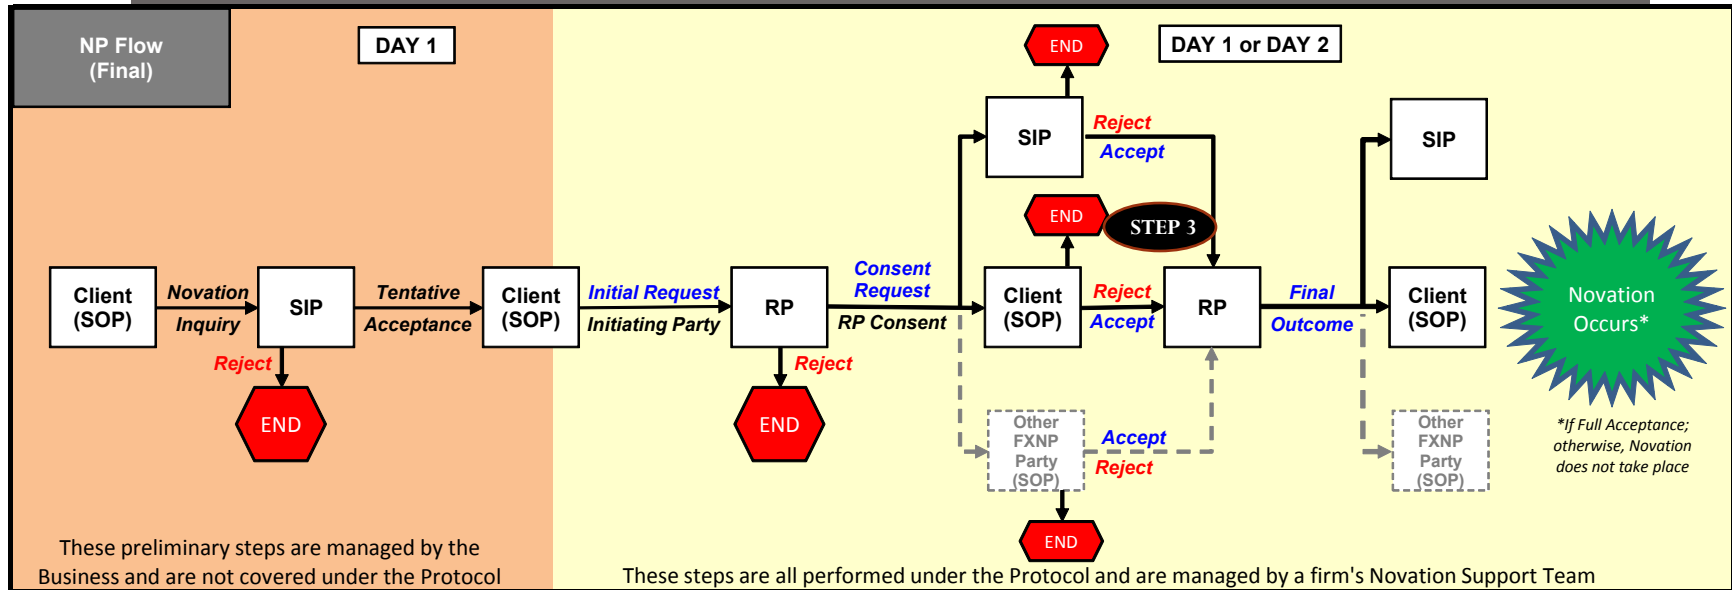 NP Flow
(Final)
DAY 1
END
DAY 1 or DAY 2
SIP
Reject
Accept
SIP
END
STEP 3
Client
(SOP)
Novation
Inquiry
SIP
Tentative
Acceptance
Client
(SOP)
Initial Request
Initiating Party
RP
Consent
Request
RP Consent
Client
(SOP)
Reject
Accept
RP
Final
Outcome
Client
(SOP)
Novation
Occurs*
Reject
END
Reject
END
Other
FXNP
Party
(SOP)
Accept
Reject
Other
FXNP
Party
(SOP)
*If Full Acceptance;
otherwise, Novation
does not take place
END
These preliminary steps are managed by the
Business and are not covered under the Protocol
These steps are all performed under the Protocol and are managed by a firm's Novation Support Team